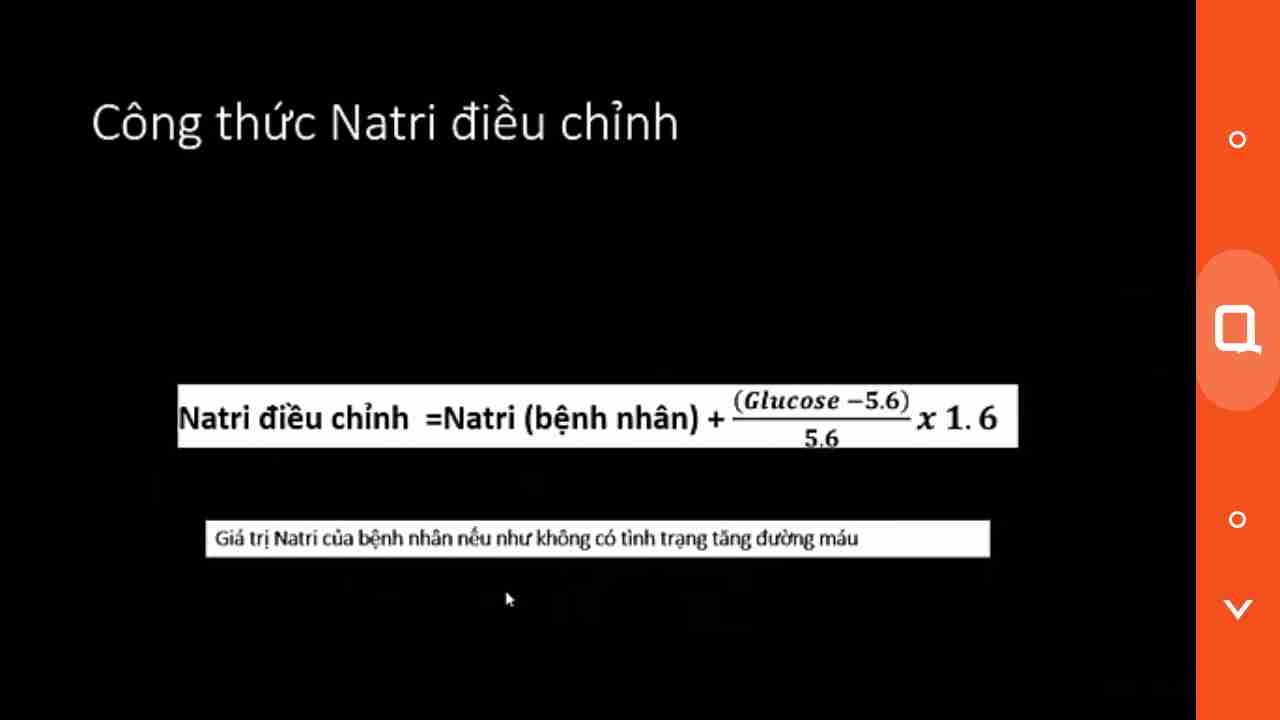 Công thức Natri điều chỉnh
Natri điều chỉnh =Natri (bệnh nhân) + (Glucose −5.6)/5.6 x 1.6
Giá trị Natri của bệnh nhân nếu như không có tình trạng tăng đường máu